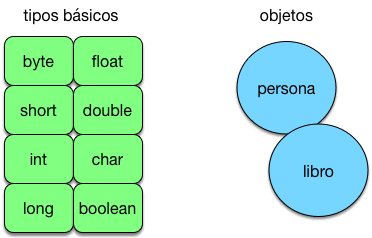 tipos básicos
objetos
byte
float
short
double
int
char
long
boolean
persona
libro